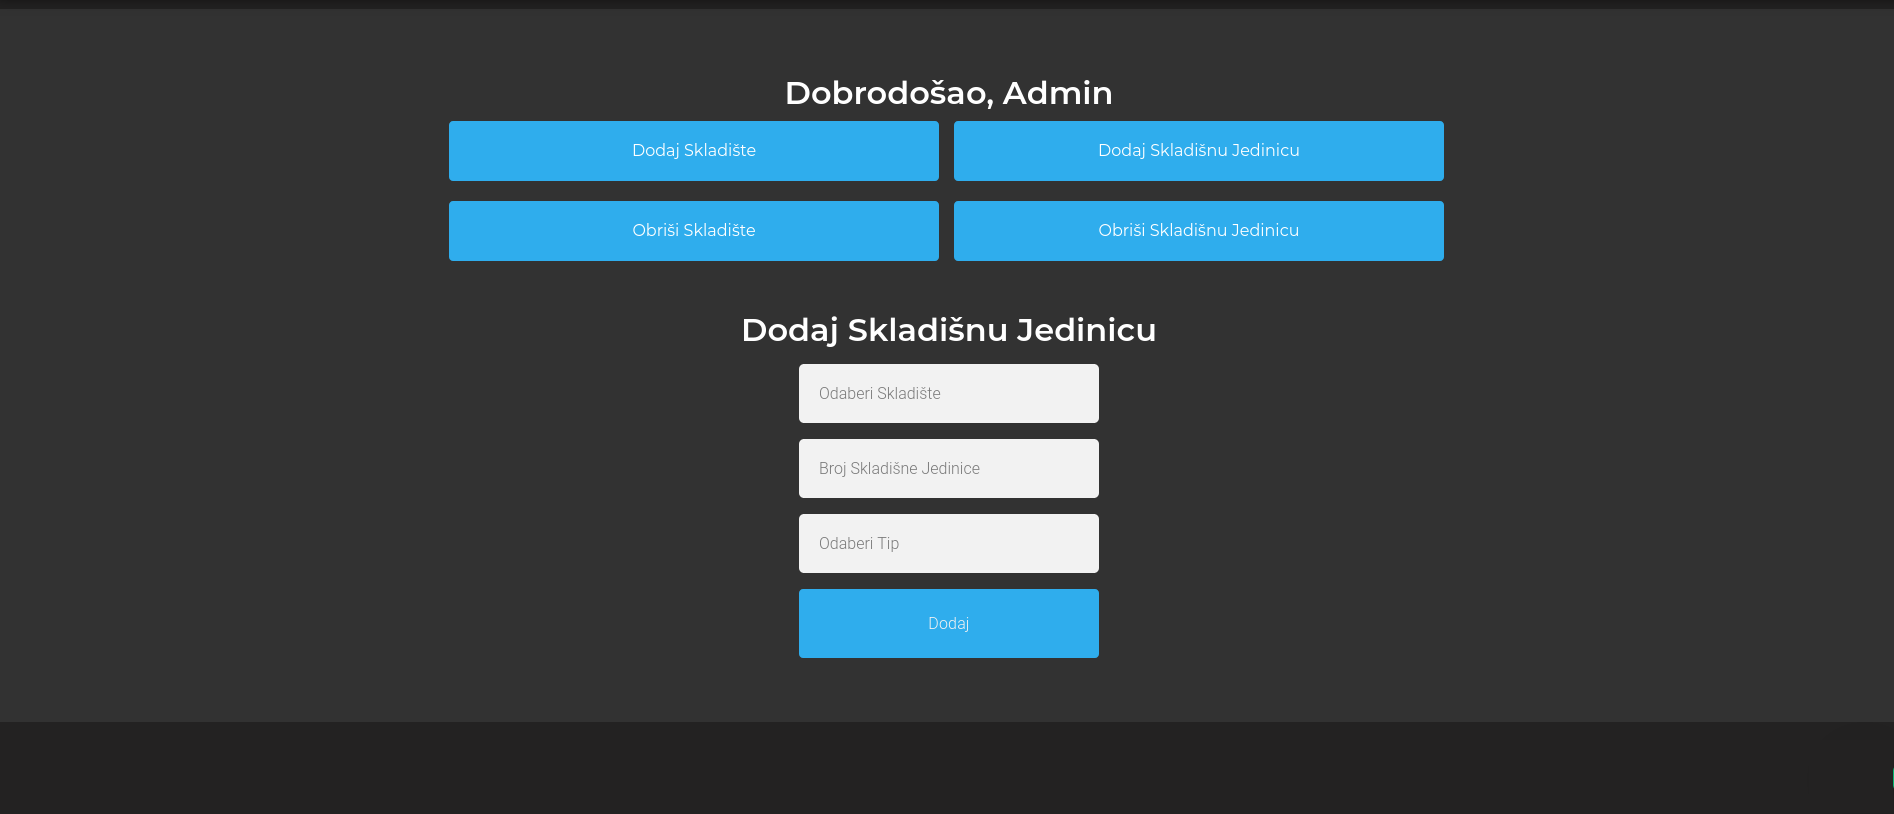 Dobrodošao, Admin
Dodaj Skladište
Dodaj Skladišnu Jedinicu
Obriši Skladište
Obriši Skladišnu Jedinicu
Dodaj Skladišnu Jedinicu
Odaberi Skladište
Broj Skladišne Jedinice
Odaberi Tip
Dodaj